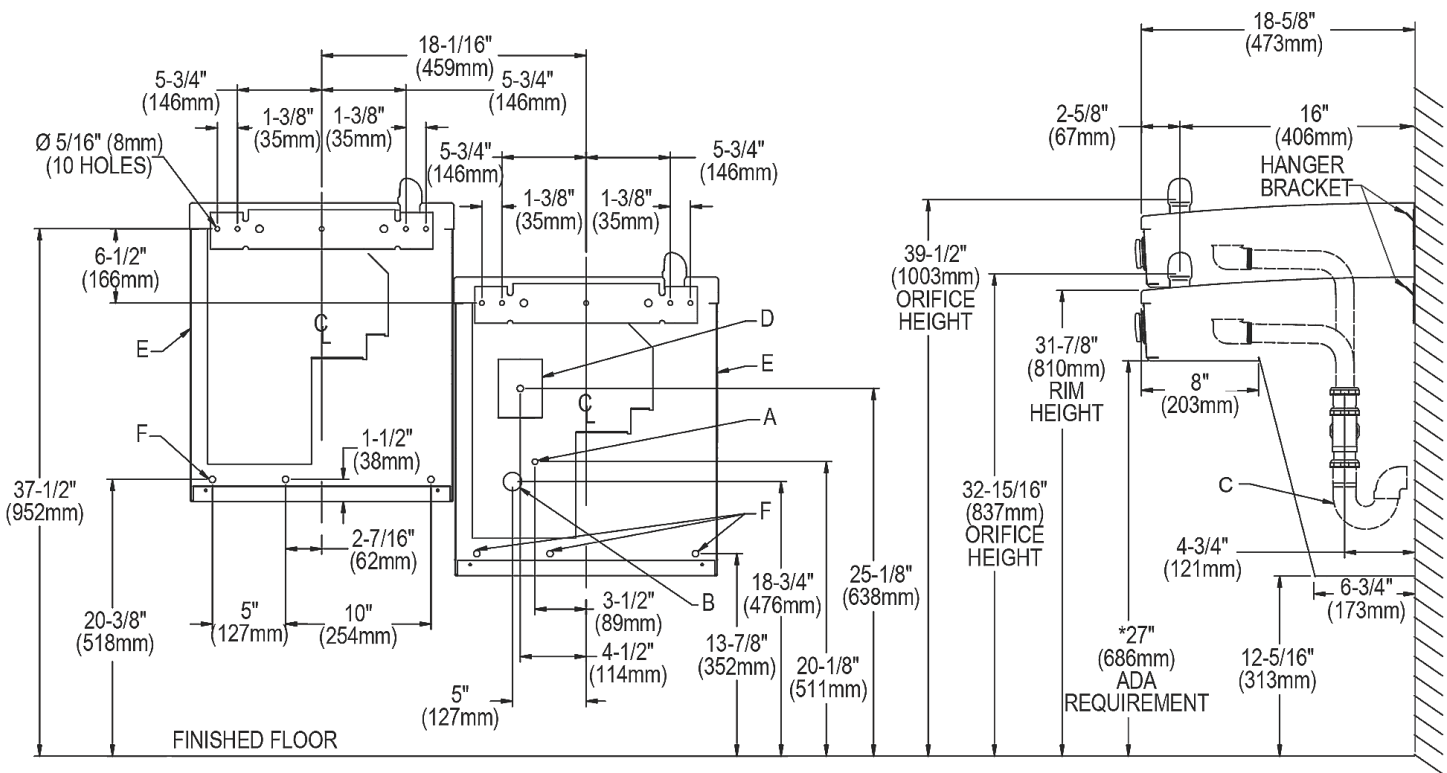 18-1/16"
(459mm)
5-3/4"
(146mm)
5-3/4"
(146mm)
1-3/8"
(35mm)
1-3/8"
(35mm)
Ø 5/16" (8mm)
(10 HOLES)
5-3/4"
(146mm)
5-3/4"
(146mm)
1-3/8"
(35mm)
1-3/8"
(35mm)
6-1/2"
(166mm)
E
CL
D
E
CL
A
F
1-1/2"
(38mm)
37-1/2"
(952mm)
F
2-7/16"
(62mm)
B
20-3/8"
(518mm)
5"
(127mm)
10"
(254mm)
3-1/2"
(89mm)
4-1/2"
(114mm)
5"
(127mm)
18-3/4"
(476mm)
13-7/8"
(352mm)
25-1/8"
(638mm)
20-1/8"
(511mm)
FINISHED FLOOR
18-5/8"
(473mm)
2-5/8"
(67mm)
16"
(406mm)
HANGER
BRACKET
39-1/2"
(1003mm)
ORIFICE
HEIGHT
31-7/8"
(810mm)
RIM
HEIGHT
8"
(203mm)
32-15/16"
(837mm)
ORIFICE
HEIGHT
C
4-3/4"
(121mm)
6-3/4"
(173mm)
*27"
(686mm)
ADA
REQUIREMENT
12-5/16"
(313mm)